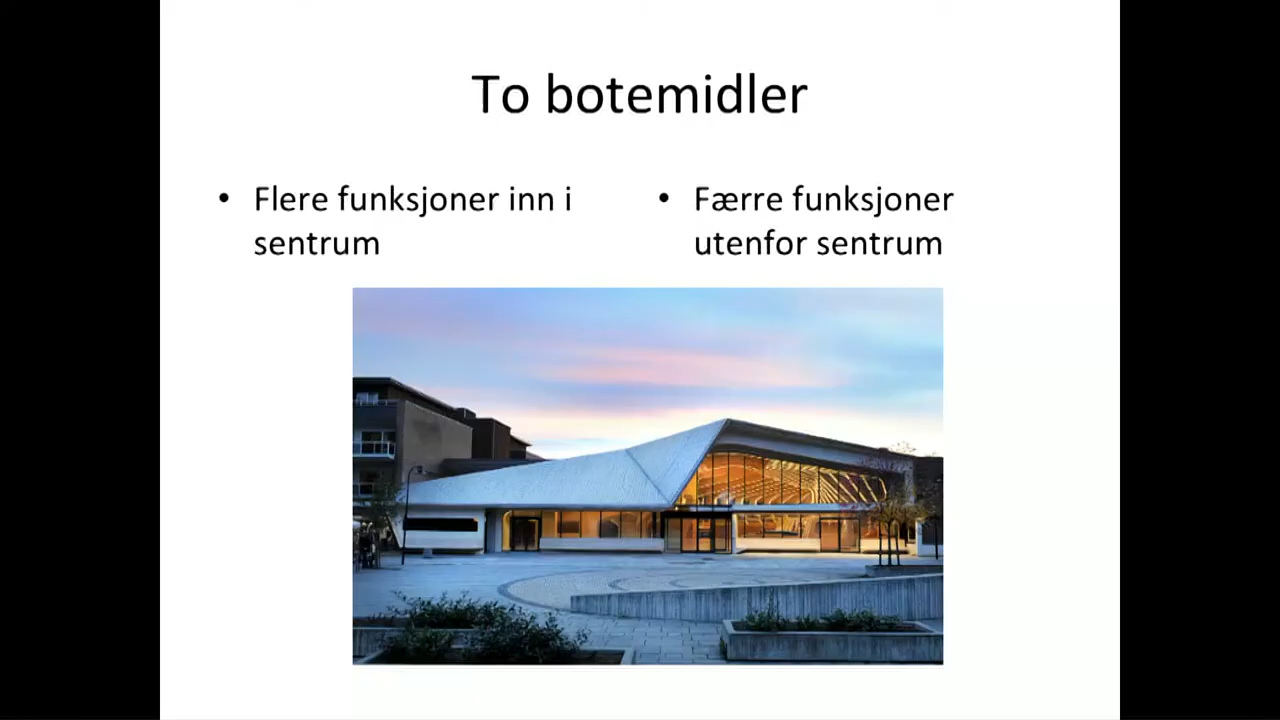 To botemidler
• Flere funksjoner inn i
sentrum
• Færre funksjoner
utenfor sentrum